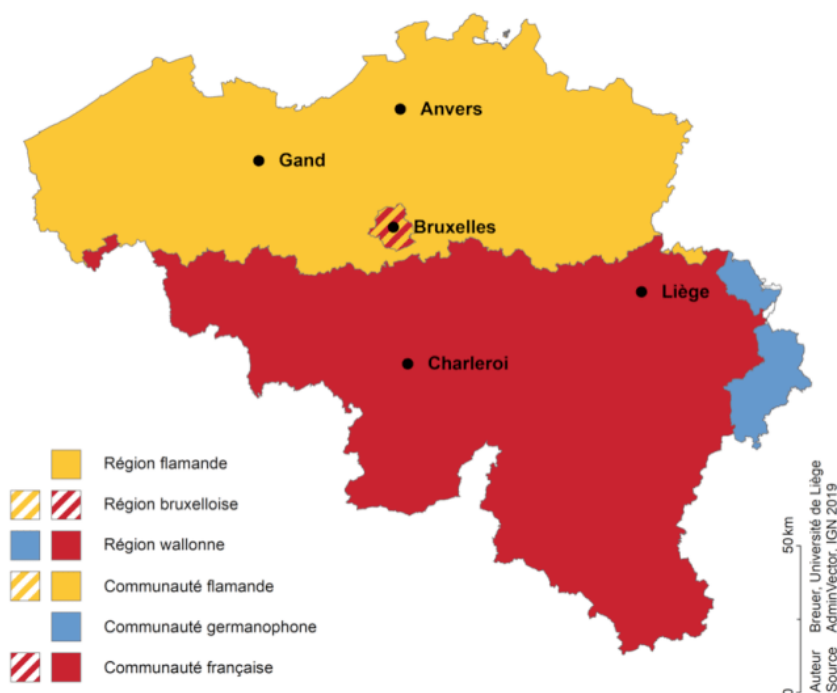 Anvers
Gand
Bruxelles
Liège
Charleroi
Région flamande
Région bruxelloise
Région wallonne
Communauté flamande
Communauté germanophone
Communauté française
50 km
0
Auteur Breuer, Université de Liège
Source AdminVector, IGN 2019